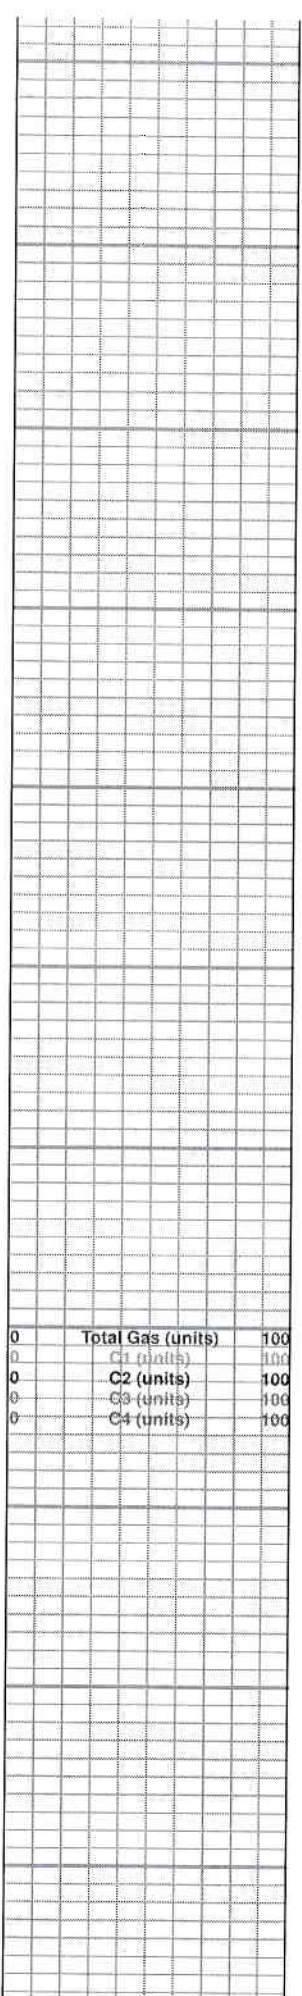 0 Total Gas (units) 100
0 C1 (units) 100
0 C2 (units) 100
0 C3 (units) 100
0 C4 (units) 100